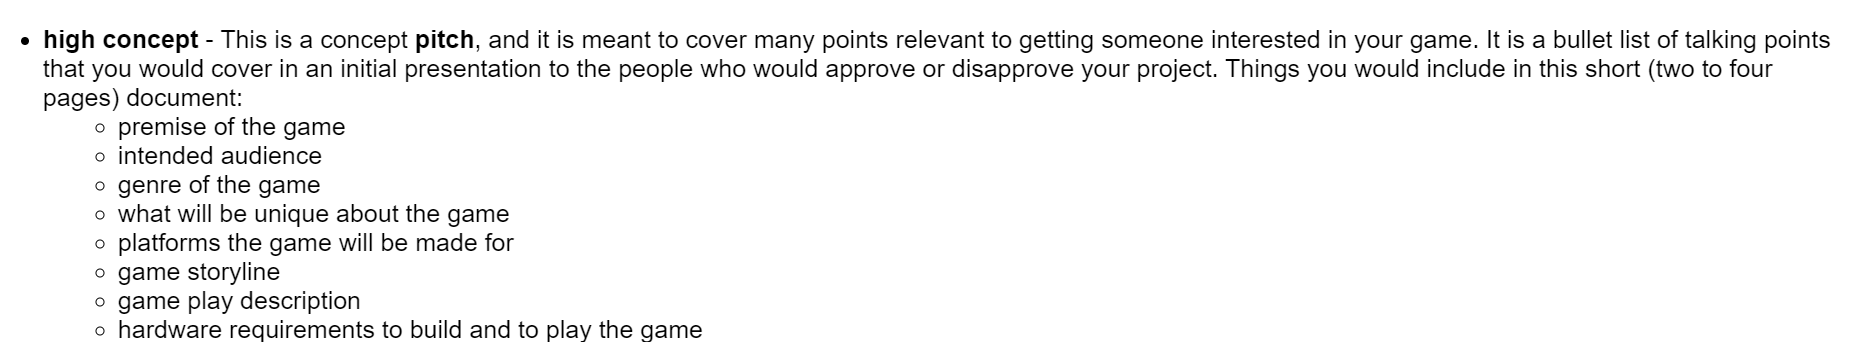 • high concept - This is a concept pitch, and it is meant to cover many points relevant to getting someone interested in your game. It is a bullet list of talking points
that you would cover in an initial presentation to the people who would approve or disapprove your project. Things you would include in this short (two to four
pages) document:
◦ premise of the game
◦ intended audience
◦ genre of the game
◦ what will be unique about the game
◦ platforms the game will be made for
◦ game storyline
◦ game play description
◦ hardware requirements to build and to play the game